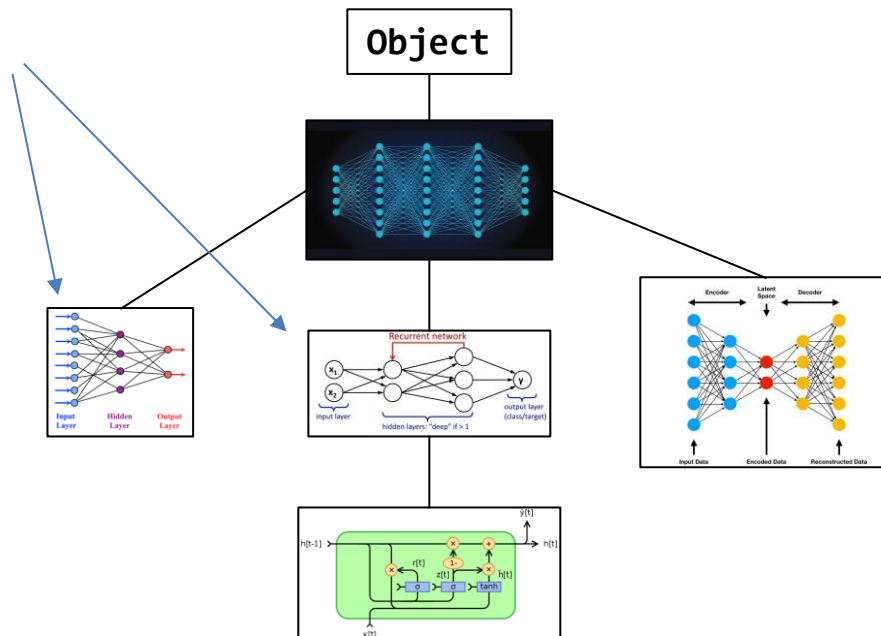 Object
Encoder
Latent
Space
Decoder
Input Data
Encoded Data
Reconstructed Data
Input
Layer
Hidden
Layer
Output
Layer
Recurrent network
x₁
x₂
y
input layer
hidden layers: "deep" if > 1
output layer
(class/target)
ŷ[t]
h[t-1]
h[t]
r[t]
z[t]
ĥ[t]
×
+
1-
×
×
σ
σ
tanh
x[t]